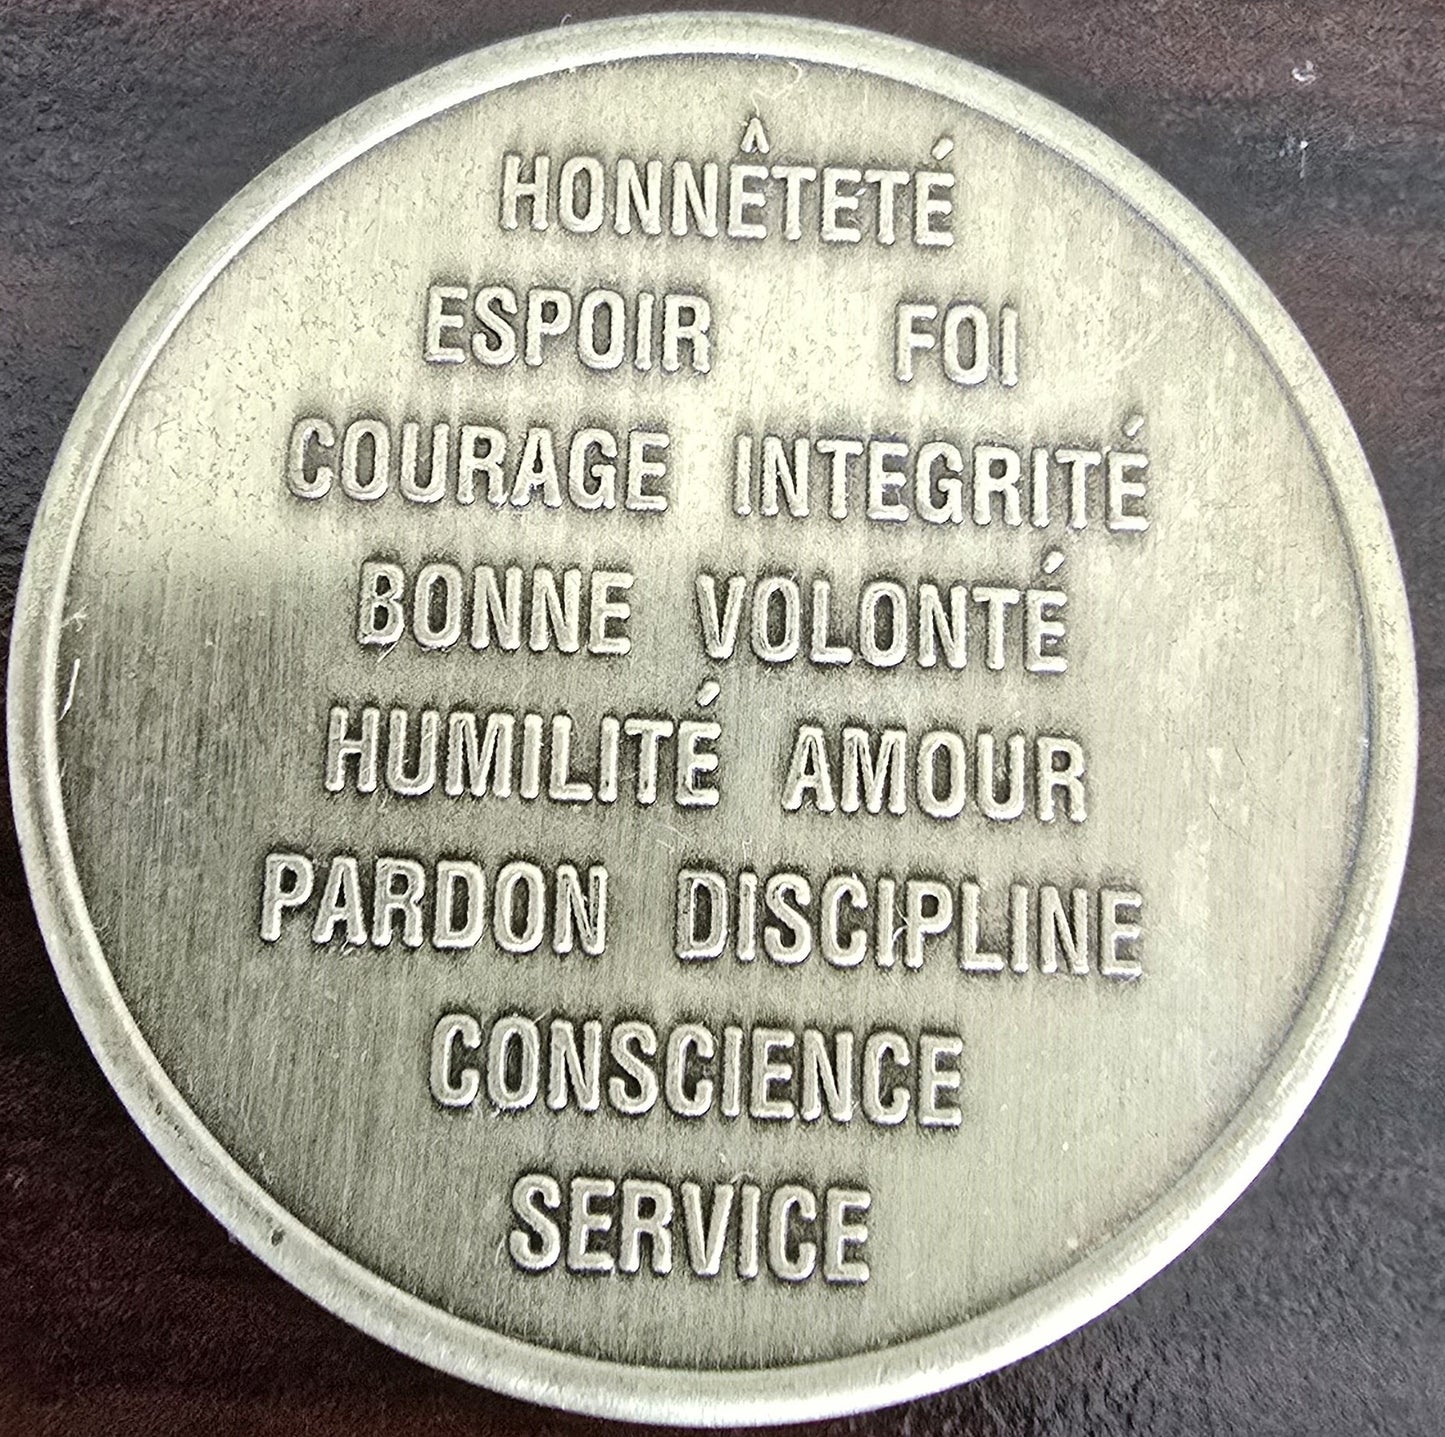 HONNÊTETÉ
ESPOIR FOI
COURAGE INTEGRITÉ
BONNE VOLONTÉ
HUMILITÉ AMOUR
PARDON DISCIPLINE
CONSCIENCE
SERVICE